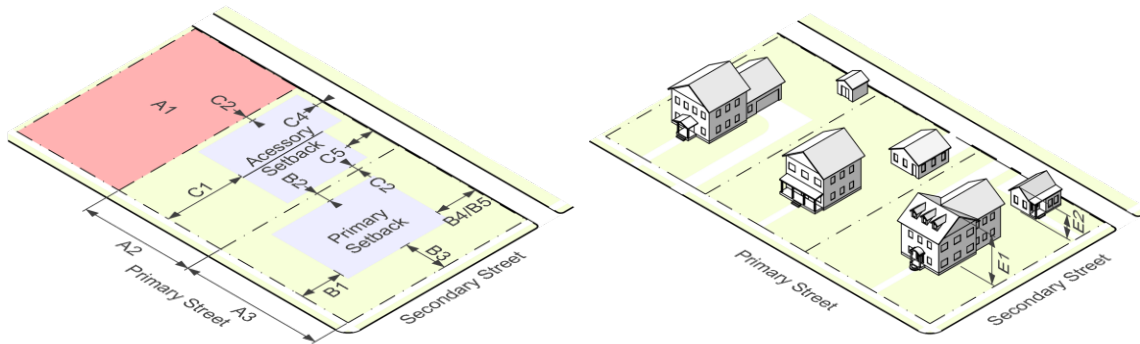 A1
C2
C4
Acessory
Setback
C5
C1
B2
C2
Primary
Setback
B4/B5
B3
B1
A2
A3
Primary Street
Secondary Street
E2
E1
Primary Street
Secondary Street